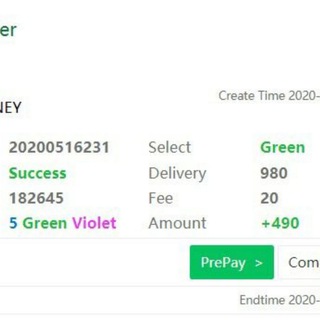 er
Create Time 2020-
NEY
20200516231 Select Green
Success Delivery 980
182645 Fee 20
5 Green Violet Amount +490
PrePay > Com
Endtime 2020-